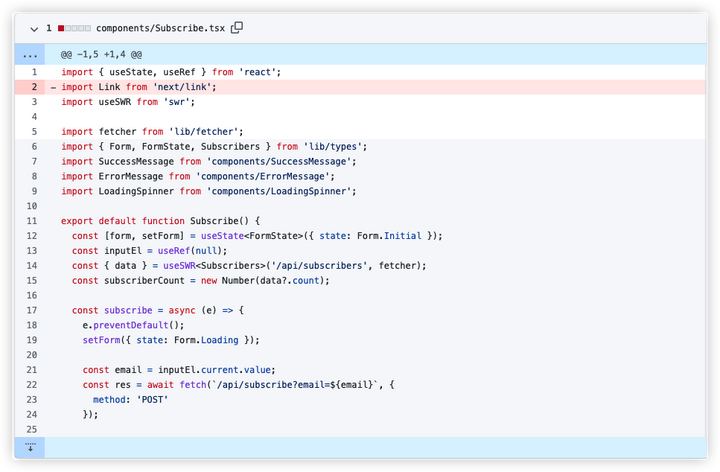 1 components/Subscribe.tsx
... @@ -1,5 +1,4 @@
1 import { useState, useRef } from 'react';
2 – import Link from 'next/link';
3 import useSWR from 'swr';
4
5 import fetcher from 'lib/fetcher';
6 import { Form, FormState, Subscribers } from 'lib/types';
7 import SuccessMessage from 'components/SuccessMessage';
8 import ErrorMessage from 'components/ErrorMessage';
9 import LoadingSpinner from 'components/LoadingSpinner';
10
11 export default function Subscribe() {
12 const [form, setForm] = useState<FormState>({ state: Form.Initial });
13 const inputEl = useRef(null);
14 const { data } = useSWR<Subscribers>('/api/subscribers', fetcher);
15 const subscriberCount = new Number(data?.count);
16
17 const subscribe = async (e) => {
18 e.preventDefault();
19 setForm({ state: Form.Loading });
20
21 const email = inputEl.current.value;
22 const res = await fetch(`/api/subscribe?email=${email}`, {
23 method: 'POST'
24 });
25